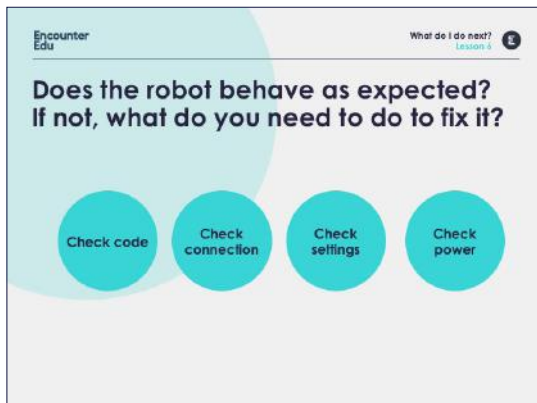 Encounter
Edu
What do I do next?
Lesson 6
E
Does the robot behave as expected?
If not, what do you need to do to fix it?
Check code
Check
connection
Check
settings
Check
power